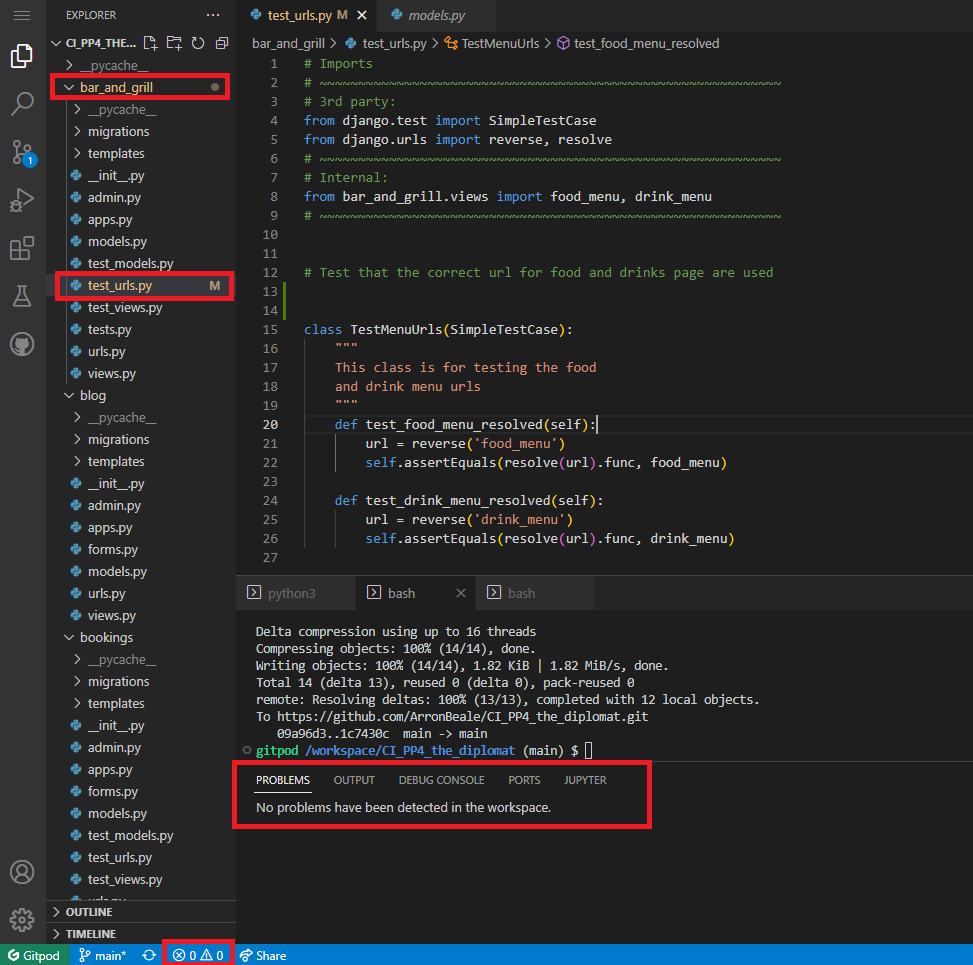 EXPLORER
...
CI_PP4_THE...
__pycache__
bar_and_grill
__pycache__
migrations
templates
__init__.py
admin.py
apps.py
models.py
test_models.py
test_urls.py M
test_views.py
tests.py
urls.py
views.py
blog
__pycache__
migrations
templates
__init__.py
admin.py
apps.py
forms.py
models.py
urls.py
views.py
bookings
__pycache__
migrations
templates
__init__.py
admin.py
apps.py
forms.py
models.py
test_models.py
test_urls.py
test_views.py
urls.py
OUTLINE
TIMELINE
1
test_urls.py M
models.py
bar_and_grill > test_urls.py > TestMenuUrls > test_food_menu_resolved
1 # Imports
2 # ~~~~~~~~~~~~~~~~~~~~~~~~~~~~~~~~~~~~~~~~~~~~~~~~~~~~~~~~~~~~
3 # 3rd party:
4 from django.test import SimpleTestCase
5 from django.urls import reverse, resolve
6 # ~~~~~~~~~~~~~~~~~~~~~~~~~~~~~~~~~~~~~~~~~~~~~~~~~~~~~~~~~~~~
7 # Internal:
8 from bar_and_grill.views import food_menu, drink_menu
9 # ~~~~~~~~~~~~~~~~~~~~~~~~~~~~~~~~~~~~~~~~~~~~~~~~~~~~~~~~~~~~
10
11
12 # Test that the correct url for food and drinks page are used
13
14
15 class TestMenuUrls(SimpleTestCase):
16 """
17 This class is for testing the food
18 and drink menu urls
19 """
20 def test_food_menu_resolved(self):
21 url = reverse('food_menu')
22 self.assertEquals(resolve(url).func, food_menu)
23
24 def test_drink_menu_resolved(self):
25 url = reverse('drink_menu')
26 self.assertEquals(resolve(url).func, drink_menu)
27
python3
bash
bash
Delta compression using up to 16 threads
Compressing objects: 100% (14/14), done.
Writing objects: 100% (14/14), 1.82 KiB | 1.82 MiB/s, done.
Total 14 (delta 13), reused 0 (delta 0), pack-reused 0
remote: Resolving deltas: 100% (13/13), completed with 12 local objects.
To https://github.com/ArronBeale/CI_PP4_the_diplomat.git
09a96d3..1c7430c main -> main
gitpod /workspace/CI_PP4_the_diplomat (main) $
PROBLEMS OUTPUT DEBUG CONSOLE PORTS JUPYTER
No problems have been detected in the workspace.
Gitpod main* 0 0 Share